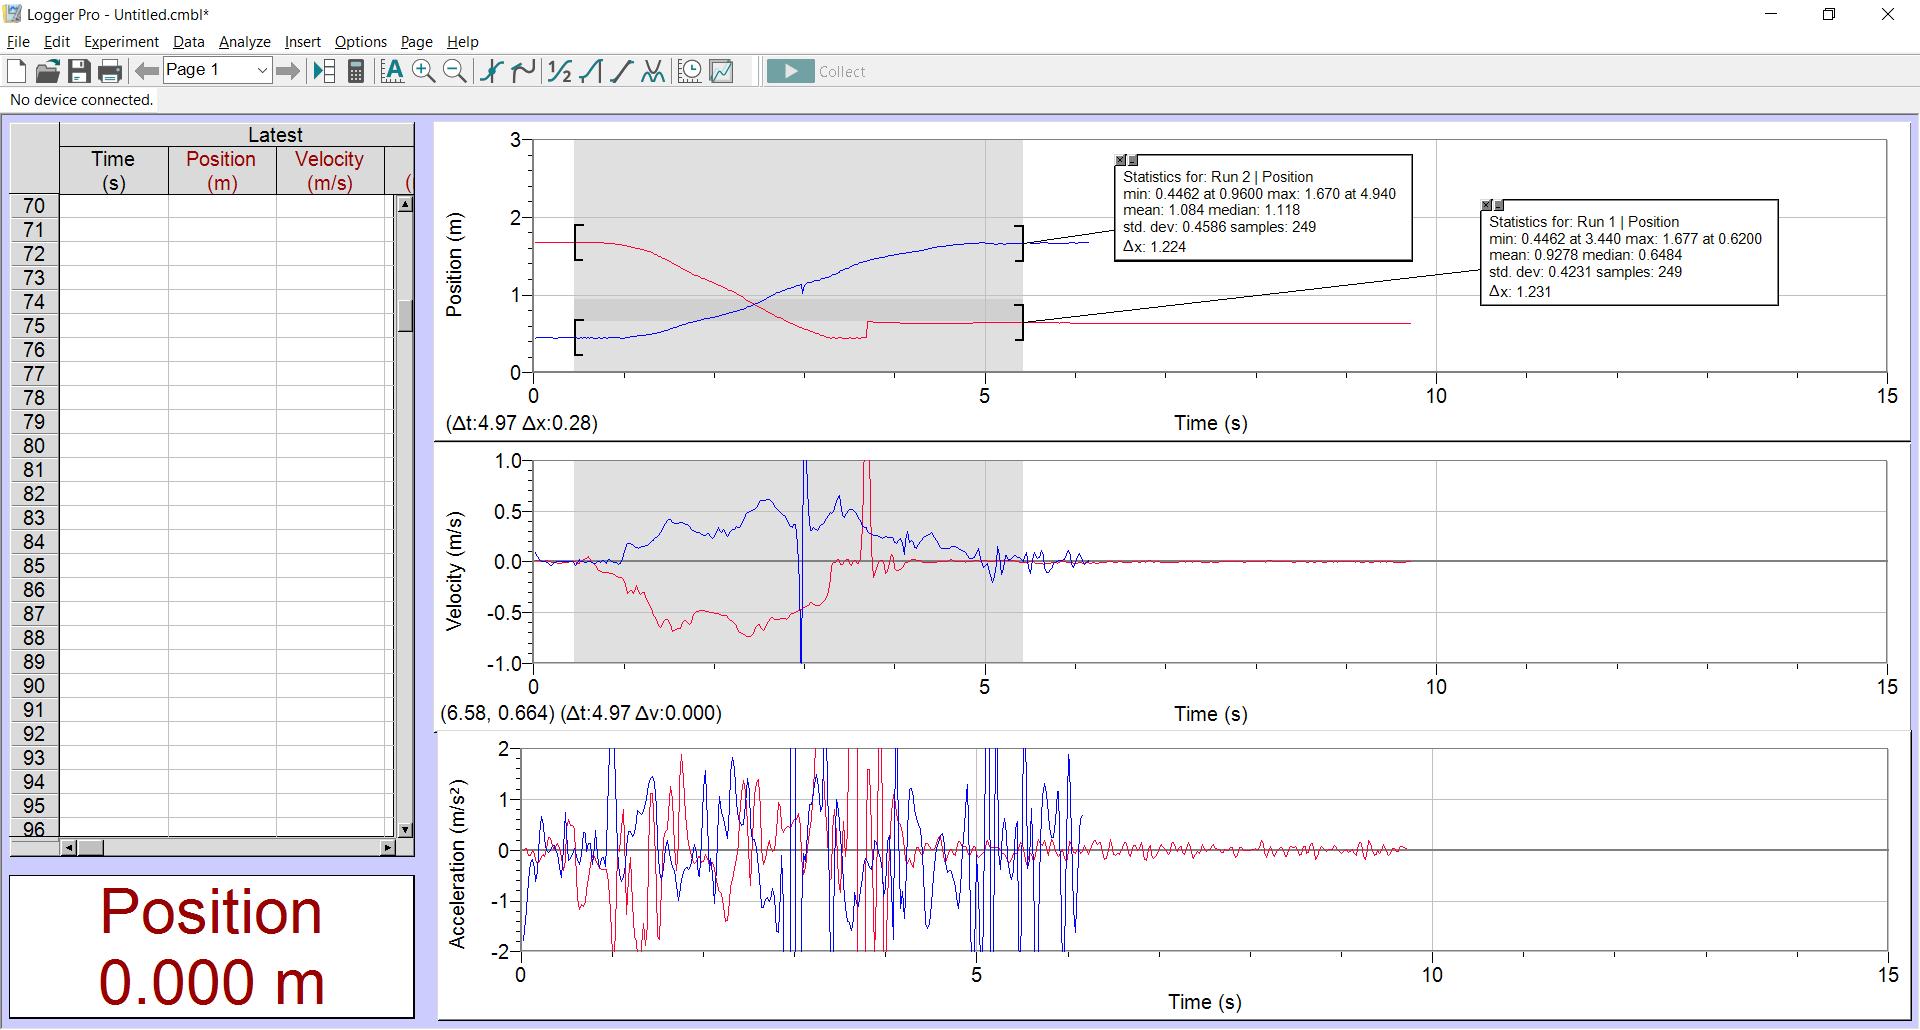 Logger Pro - Untitled.cmbl*
File Edit Experiment Data Analyze Insert Options Page Help
Page 1
Collect
No device connected.
Latest
Time Position Velocity
(s) (m) (m/s) (
70
71
72
73
74
75
76
77
78
79
80
81
82
83
84
85
86
87
88
89
90
91
92
93
94
95
96
Position
0.000 m
Position (m)
3
2
1
0
0 5 10 15
(Δt:4.97 Δx:0.28)
Time (s)
Statistics for: Run 2 | Position
min: 0.4462 at 0.9600 max: 1.670 at 4.940
mean: 1.084 median: 1.118
std. dev: 0.4586 samples: 249
Δx: 1.224
Statistics for: Run 1 | Position
min: 0.4462 at 3.440 max: 1.677 at 0.6200
mean: 0.9278 median: 0.6484
std. dev: 0.4231 samples: 249
Δx: 1.231
Velocity (m/s)
1.0
0.5
0.0
-0.5
-1.0
0 5 10 15
(6.58, 0.664) (Δt:4.97 Δv:0.000)
Time (s)
Acceleration (m/s²)
2
1
0
-1
-2
0 5 10 15
Time (s)